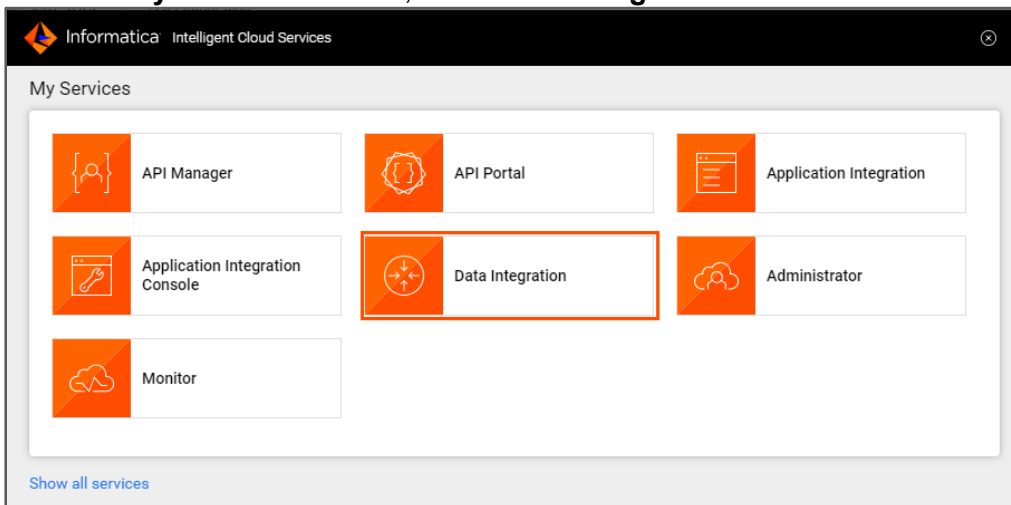 Informatica Intelligent Cloud Services
My Services
API Manager
API Portal
Application Integration
Application Integration
Console
Data Integration
Administrator
Monitor
Show all services